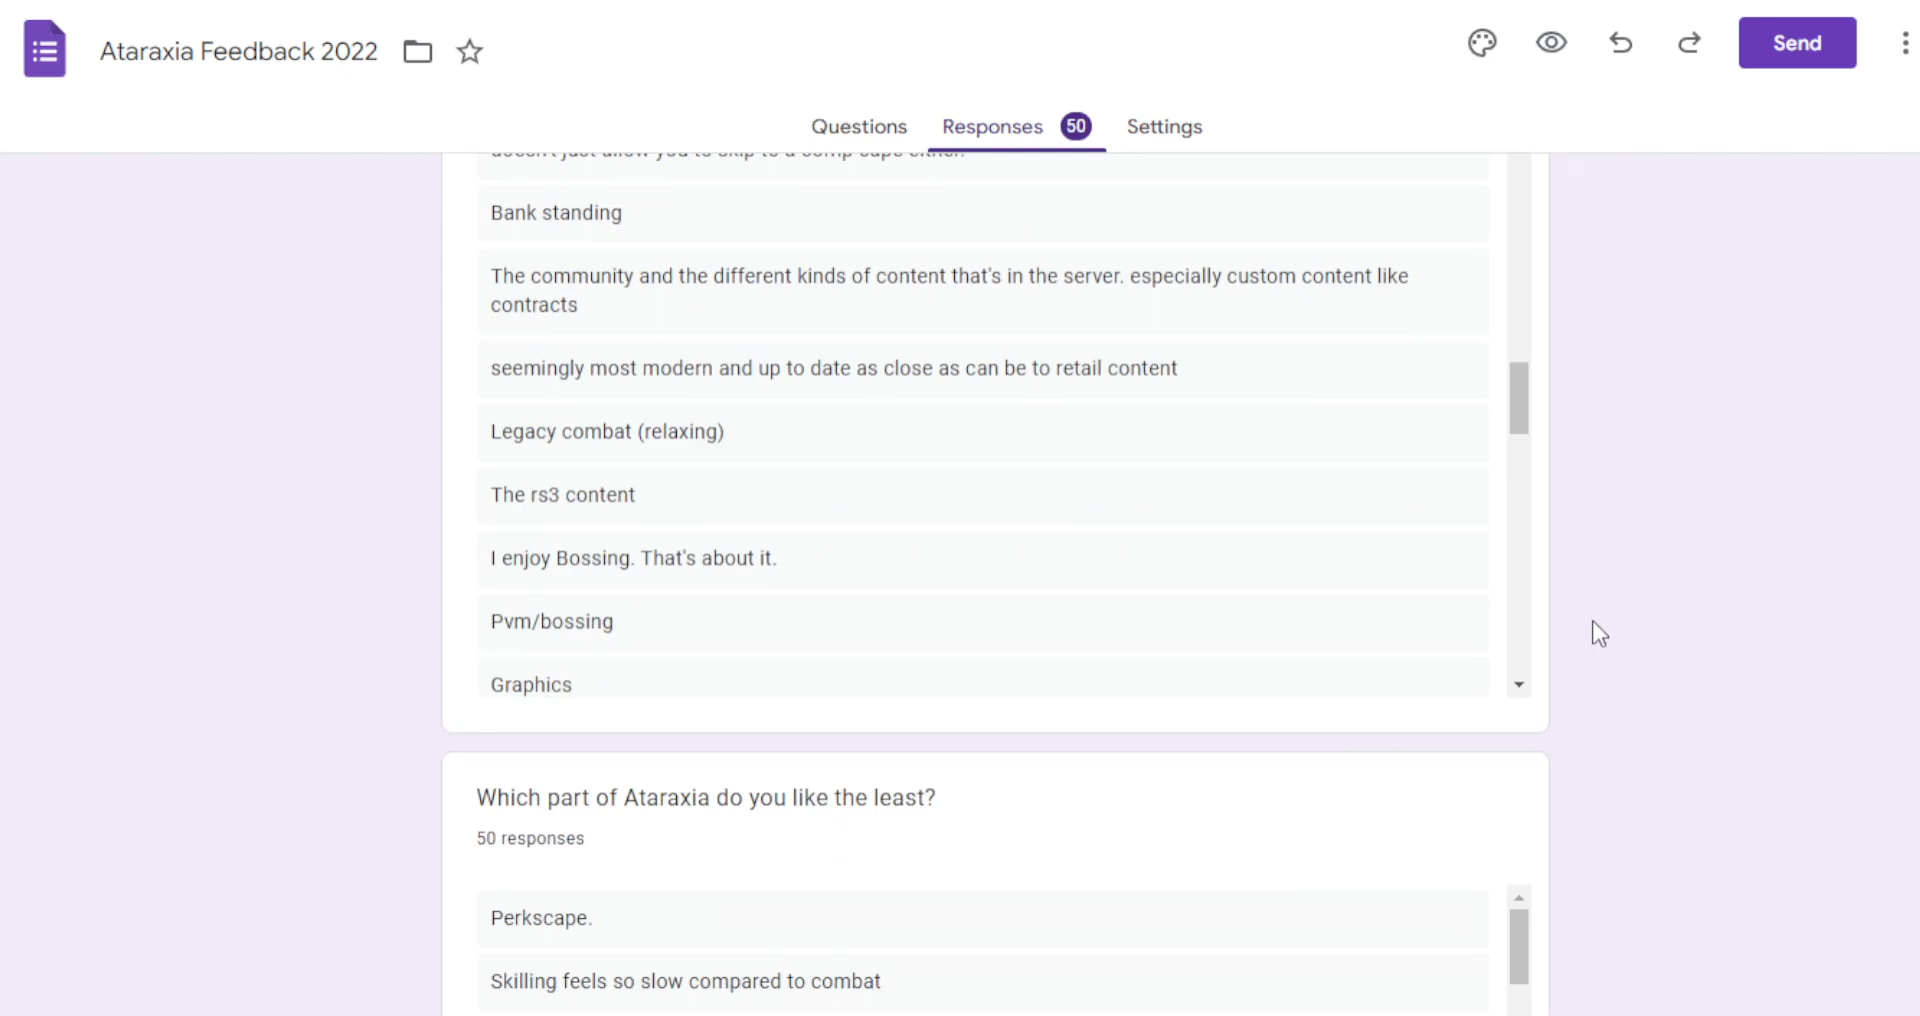 Ataraxia Feedback 2022
Send
Questions
Responses 50
Settings
doesn't just allow you to skip to a comp cape either!
Bank standing
The community and the different kinds of content that's in the server. especially custom content like
contracts
seemingly most modern and up to date as close as can be to retail content
Legacy combat (relaxing)
The rs3 content
I enjoy Bossing. That's about it.
Pvm/bossing
Graphics
Which part of Ataraxia do you like the least?
50 responses
Perkscape.
Skilling feels so slow compared to combat